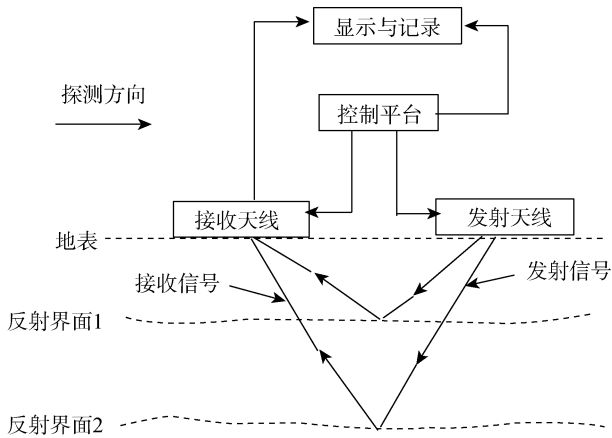 显示与记录
探测方向
控制平台
接收天线
发射天线
地表
接收信号
发射信号
反射界面1
反射界面2